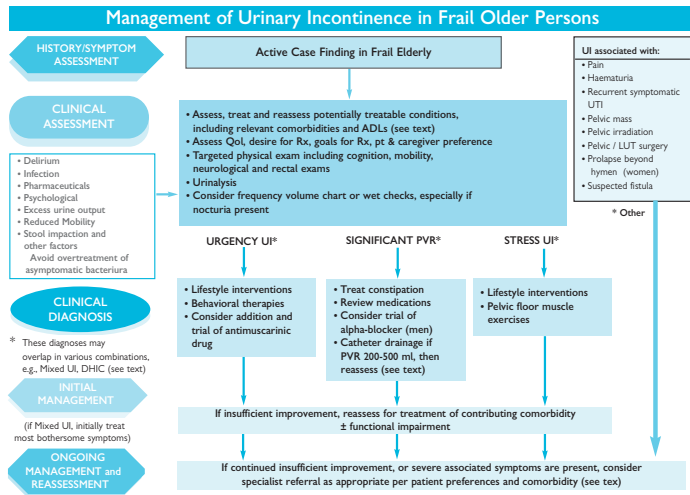 Management of Urinary Incontinence in Frail Older Persons
HISTORY/SYMPTOM
ASSESSMENT
Active Case Finding in Frail Elderly
UI associated with:
• Pain
• Haematuria
• Recurrent symptomatic
UTI
• Pelvic mass
• Pelvic irradiation
• Pelvic / LUT surgery
• Prolapse beyond
hymen (women)
• Suspected fistula
* Other
CLINICAL
ASSESSMENT
• Assess, treat and reassess potentially treatable conditions,
including relevant comorbidities and ADLs (see text)
• Assess QoI, desire for Rx, goals for Rx, pt & caregiver preference
• Targeted physical exam including cognition, mobility,
neurological and rectal exams
• Urinalysis
• Consider frequency volume chart or wet checks, especially if
nocturia present
• Delirium
• Infection
• Pharmaceuticals
• Psychological
• Excess urine output
• Reduced Mobility
• Stool impaction and
other factors
Avoid overtreatment of
asymptomatic bacteriura
URGENCY UI*
SIGNIFICANT PVR*
STRESS UI*
CLINICAL
DIAGNOSIS
• Lifestyle interventions
• Behavioral therapies
• Consider addition and
trial of antimuscarinic
drug
• Treat constipation
• Review medications
• Consider trial of
alpha-blocker (men)
• Catheter drainage if
PVR 200-500 ml, then
reassess (see text)
• Lifestyle interventions
• Pelvic floor muscle
exercises
* These diagnoses may
overlap in various combinations,
e.g., Mixed UI, DHIC (see text)
INITIAL
MANAGEMENT
(if Mixed UI, initially treat
most bothersome symptoms)
If insufficient improvement, reassess for treatment of contributing comorbidity
± functional impairment
ONGOING
MANAGEMENT and
REASSESSMENT
If continued insufficient improvement, or severe associated symptoms are present, consider
specialist referral as appropriate per patient preferences and comorbidity (see tex)